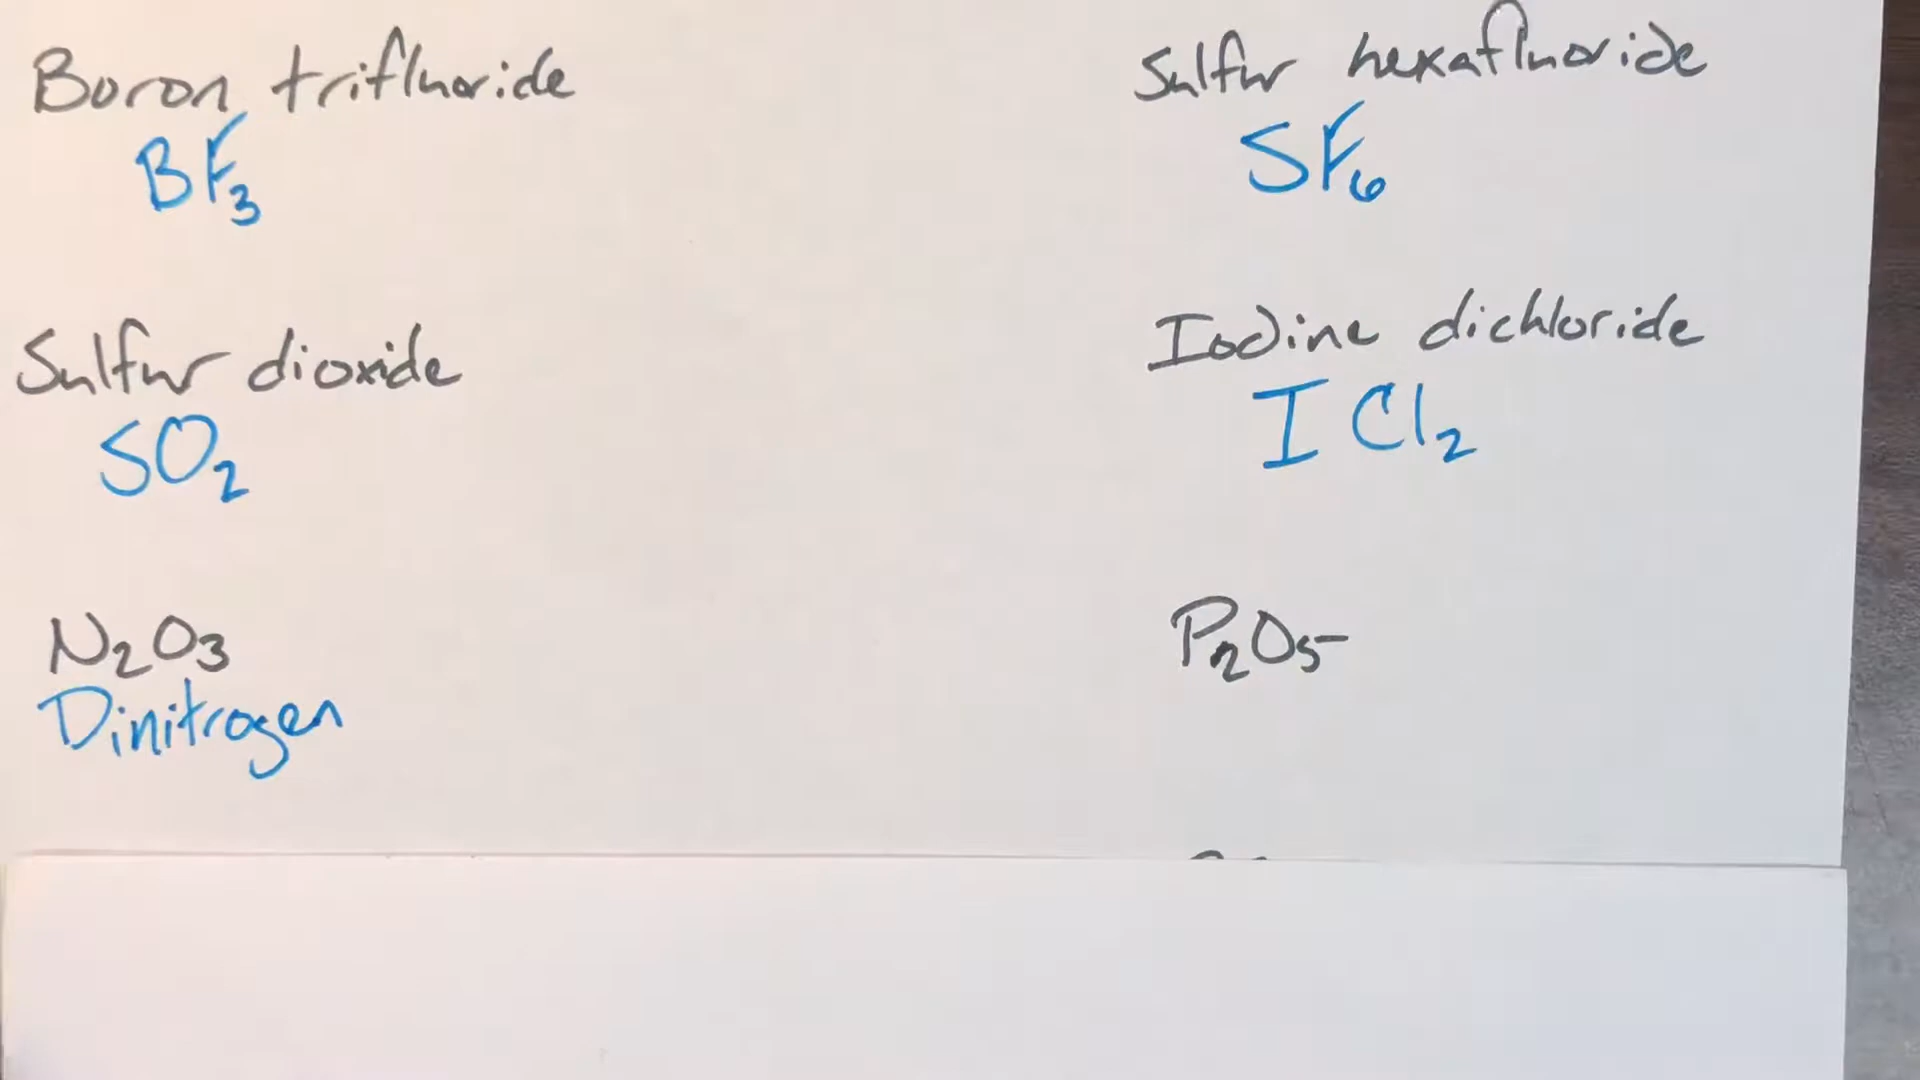 Boron trifluoride
BF₃
Sulfur hexafluoride
SF₆
Sulfur dioxide
SO₂
Iodine dichloride
ICl₂
N₂O₃
Dinitrogen
P₂O₅